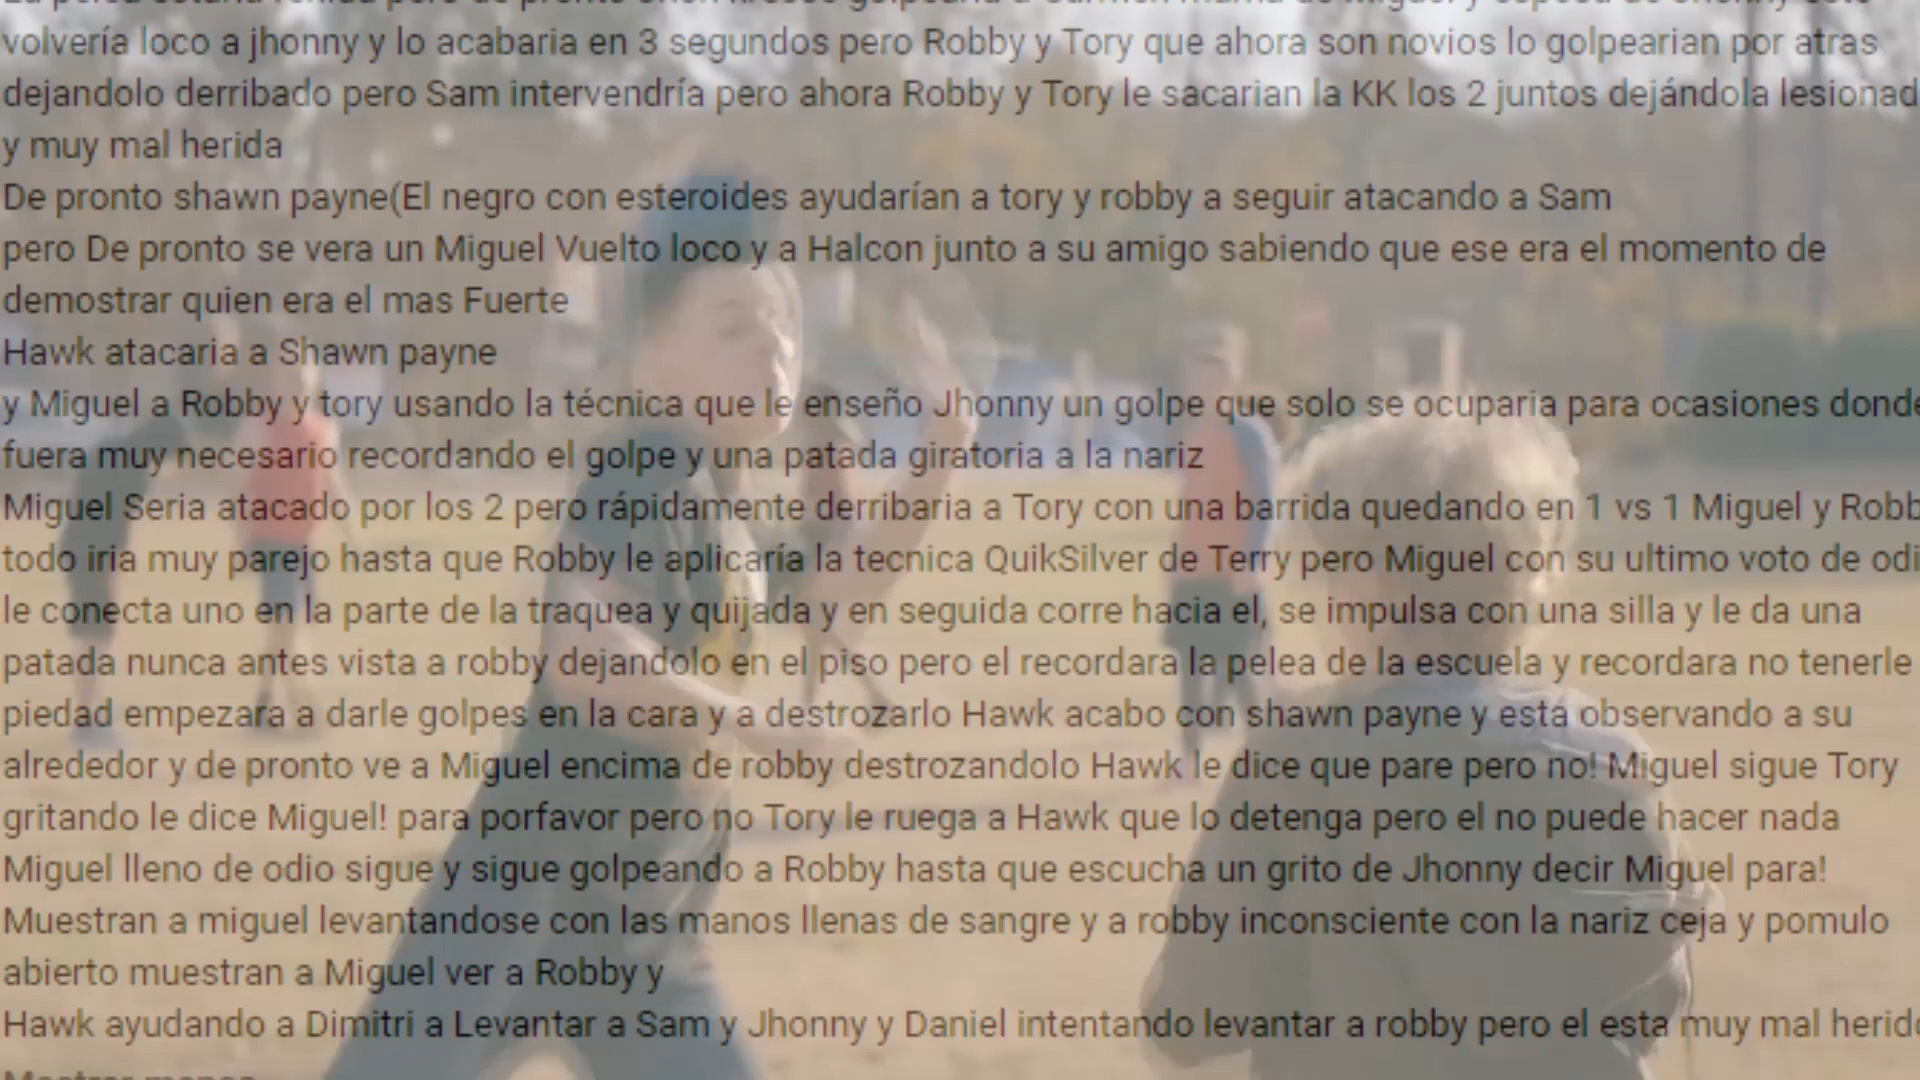 volvería loco a jhonny y lo acabaria en 3 segundos pero Robby y Tory que ahora son novios lo golpearian por atras
dejandolo derribado pero Sam intervendría pero ahora Robby y Tory le sacarian la KK los 2 juntos dejándola lesionad
y muy mal herida
De pronto shawn payne(El negro con esteroides ayudarían a tory y robby a seguir atacando a Sam
pero De pronto se vera un Miguel Vuelto loco y a Halcon junto a su amigo sabiendo que ese era el momento de
demostrar quien era el mas Fuerte
Hawk atacaria a Shawn payne
y Miguel a Robby y tory usando la técnica que le enseño Jhonny un golpe que solo se ocuparia para ocasiones donde
fuera muy necesario recordando el golpe y una patada giratoria a la nariz
Miguel Seria atacado por los 2 pero rápidamente derribaria a Tory con una barrida quedando en 1 vs 1 Miguel y Robb
todo iria muy parejo hasta que Robby le aplicaría la tecnica QuikSilver de Terry pero Miguel con su ultimo voto de odi
le conecta uno en la parte de la traquea y quijada y en seguida corre hacia el, se impulsa con una silla y le da una
patada nunca antes vista a robby dejandolo en el piso pero el recordara la pelea de la escuela y recordara no tenerle
piedad empezara a darle golpes en la cara y a destrozarlo Hawk acabo con shawn payne y está observando a su
alrededor y de pronto ve a Miguel encima de robby destrozandolo Hawk le dice que pare pero no! Miguel sigue Tory
gritando le dice Miguel! para porfavor pero no Tory le ruega a Hawk que lo detenga pero el no puede hacer nada
Miguel lleno de odio sigue y sigue golpeando a Robby hasta que escucha un grito de Jhonny decir Miguel para!
Muestran a miguel levantandose con las manos llenas de sangre y a robby inconsciente con la nariz ceja y pomulo
abierto muestran a Miguel ver a Robby y
Hawk ayudando a Dimitri a Levantar a Sam y Jhonny y Daniel intentando levantar a robby pero el esta muy mal herido